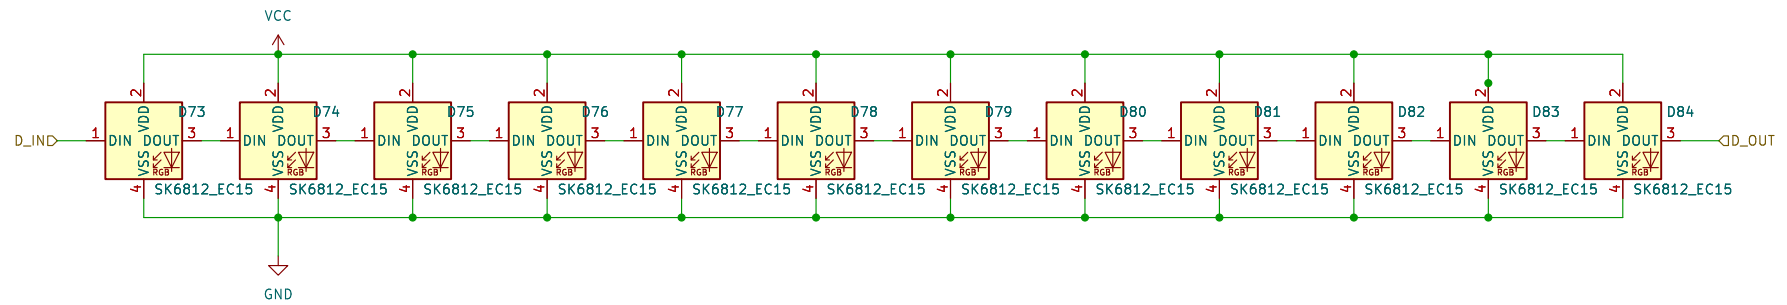 VCC
2 2 2 2 2 2 2 2 2 2 2 2
D73 D74 D75 D76 D77 D78 D79 D80 D81 D82 D83 D84
VDD VDD VDD VDD VDD VDD VDD VDD VDD VDD VDD VDD
D_IN 1 DIN DOUT 3 1 DIN DOUT 3 1 DIN DOUT 3 1 DIN DOUT 3 1 DIN DOUT 3 1 DIN DOUT 3 1 DIN DOUT 3 1 DIN DOUT 3 1 DIN DOUT 3 1 DIN DOUT 3 1 DIN DOUT 3 1 DIN DOUT 3 D_OUT
VSS VSS VSS VSS VSS VSS VSS VSS VSS VSS VSS VSS
RGB RGB RGB RGB RGB RGB RGB RGB RGB RGB RGB RGB
4 4 4 4 4 4 4 4 4 4 4 4
SK6812_EC15 SK6812_EC15 SK6812_EC15 SK6812_EC15 SK6812_EC15 SK6812_EC15 SK6812_EC15 SK6812_EC15 SK6812_EC15 SK6812_EC15 SK6812_EC15 SK6812_EC15
GND